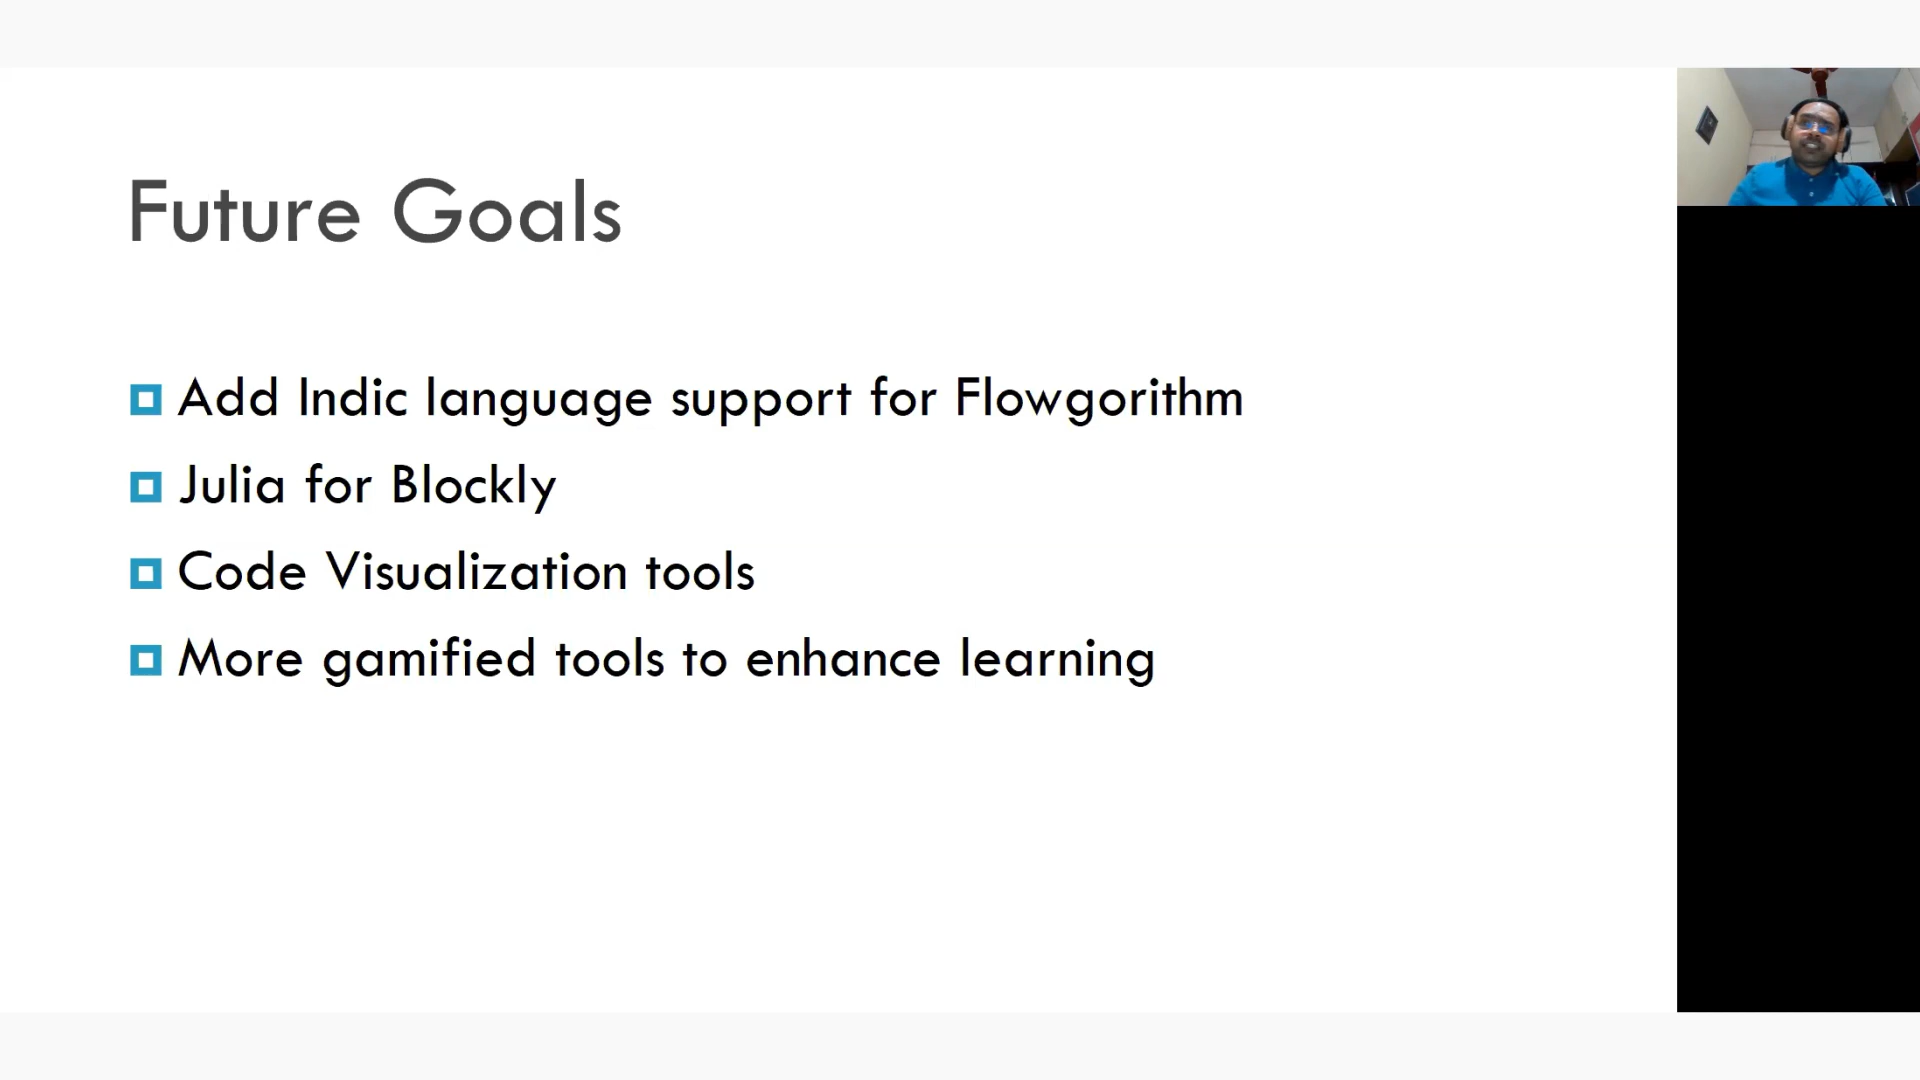 Future Goals
Add Indic language support for Flowgorithm
Julia for Blockly
Code Visualization tools
More gamified tools to enhance learning